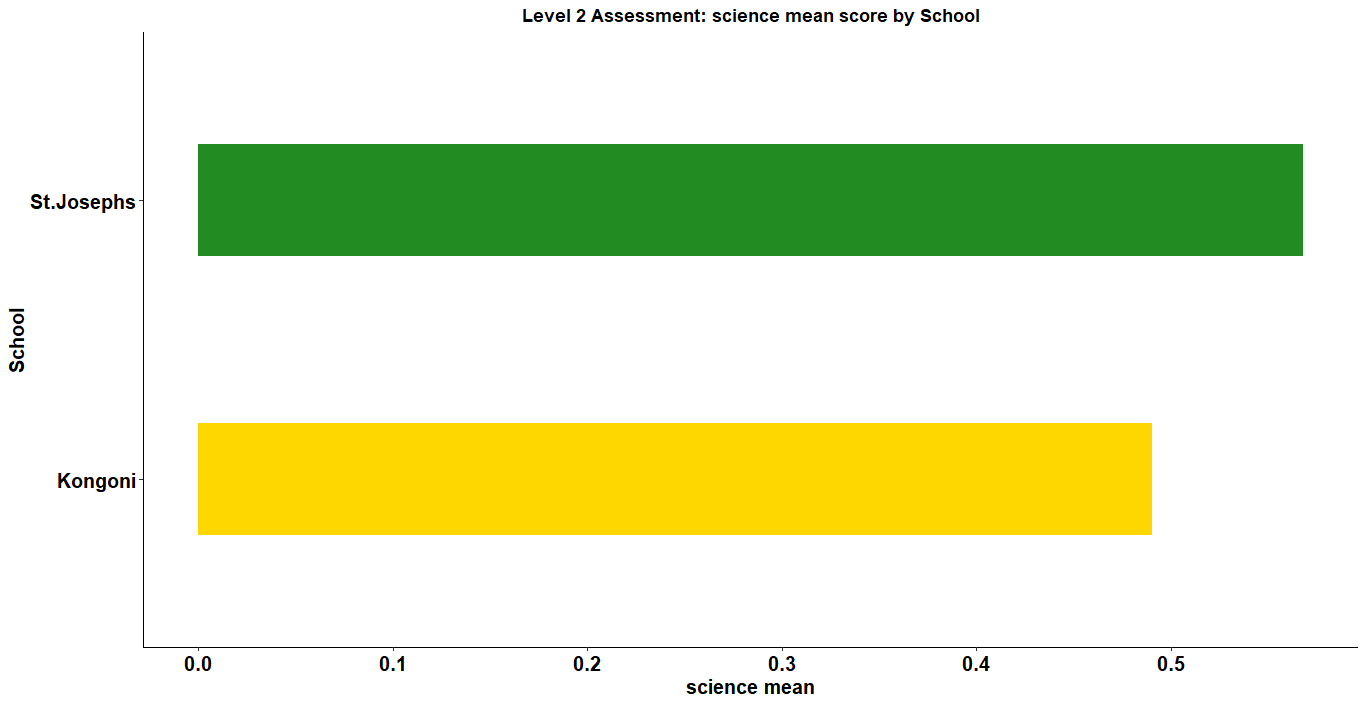 Level 2 Assessment: science mean score by School
St.Josephs
School
Kongoni
0.0 0.1 0.2 0.3 0.4 0.5
science mean